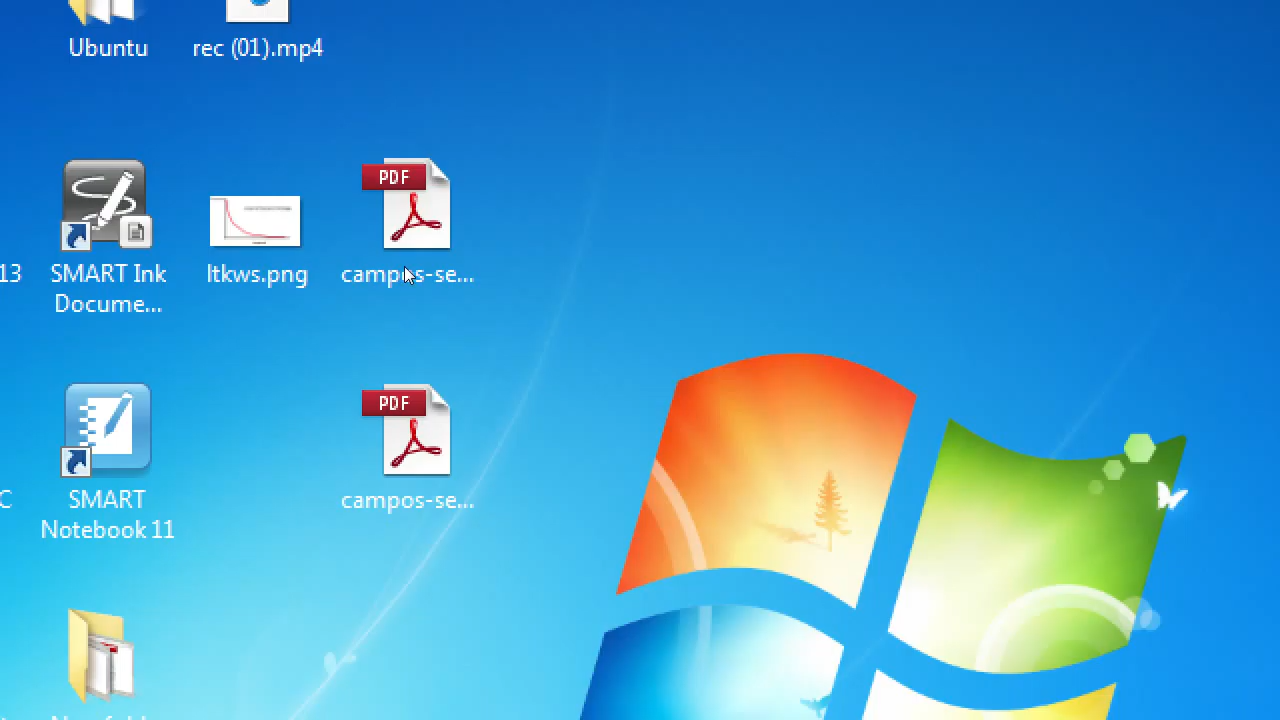 Ubuntu
rec (01).mp4
PDF
13
SMART Ink
Docume...
ltkws.png
campos-se...
PDF
C
SMART
Notebook 11
campos-se...